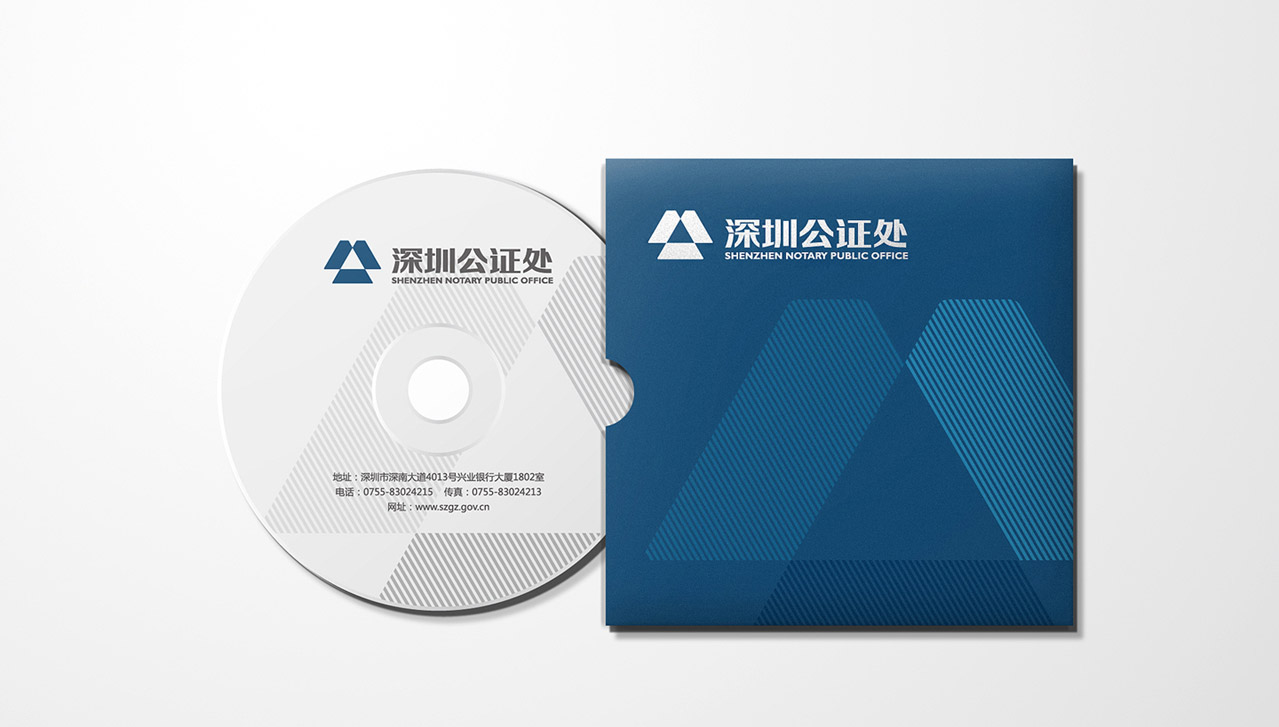 深圳公证处
SHENZHEN NOTARY PUBLIC OFFICE
地址：深圳市深南大道4013号兴业银行大厦1802室
电话：0755-83024215 传真：0755-83024213
网址：www.szgz.gov.cn
深圳公证处
SHENZHEN NOTARY PUBLIC OFFICE